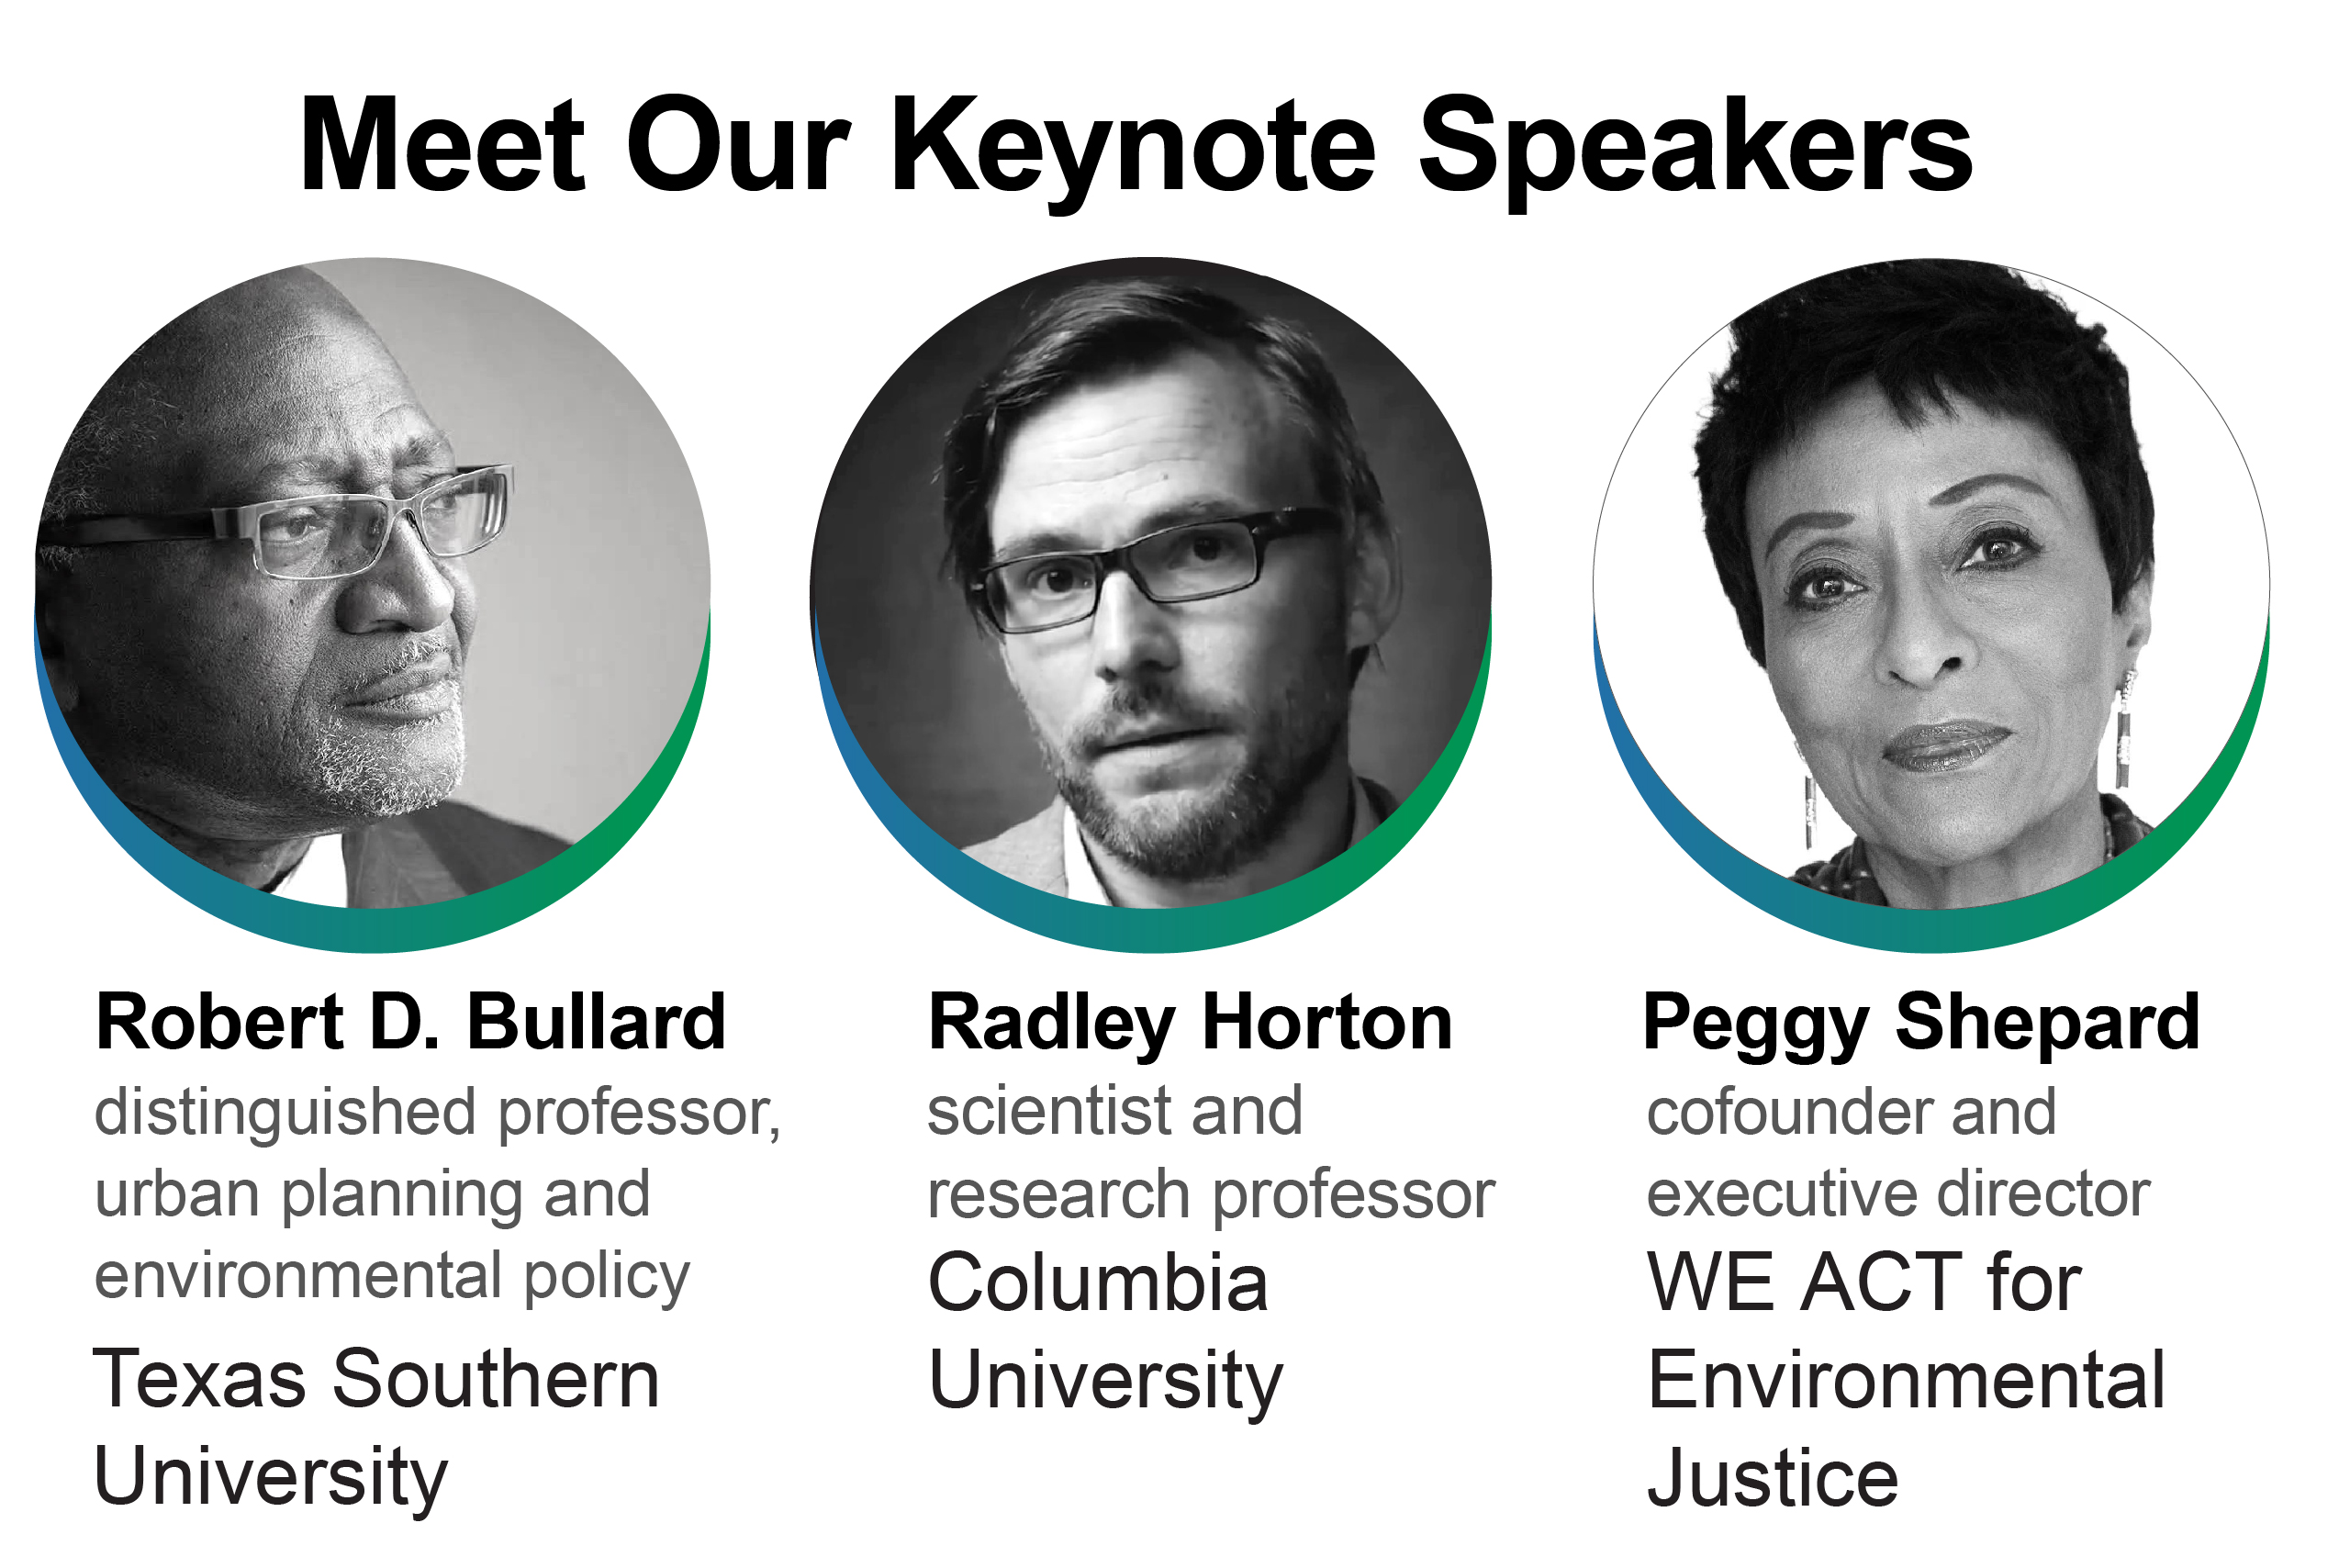 Meet Our Keynote Speakers
Robert D. Bullard
distinguished professor,
urban planning and
environmental policy
Texas Southern
University
Radley Horton
scientist and
research professor
Columbia
University
Peggy Shepard
cofounder and
executive director
WE ACT for
Environmental
Justice